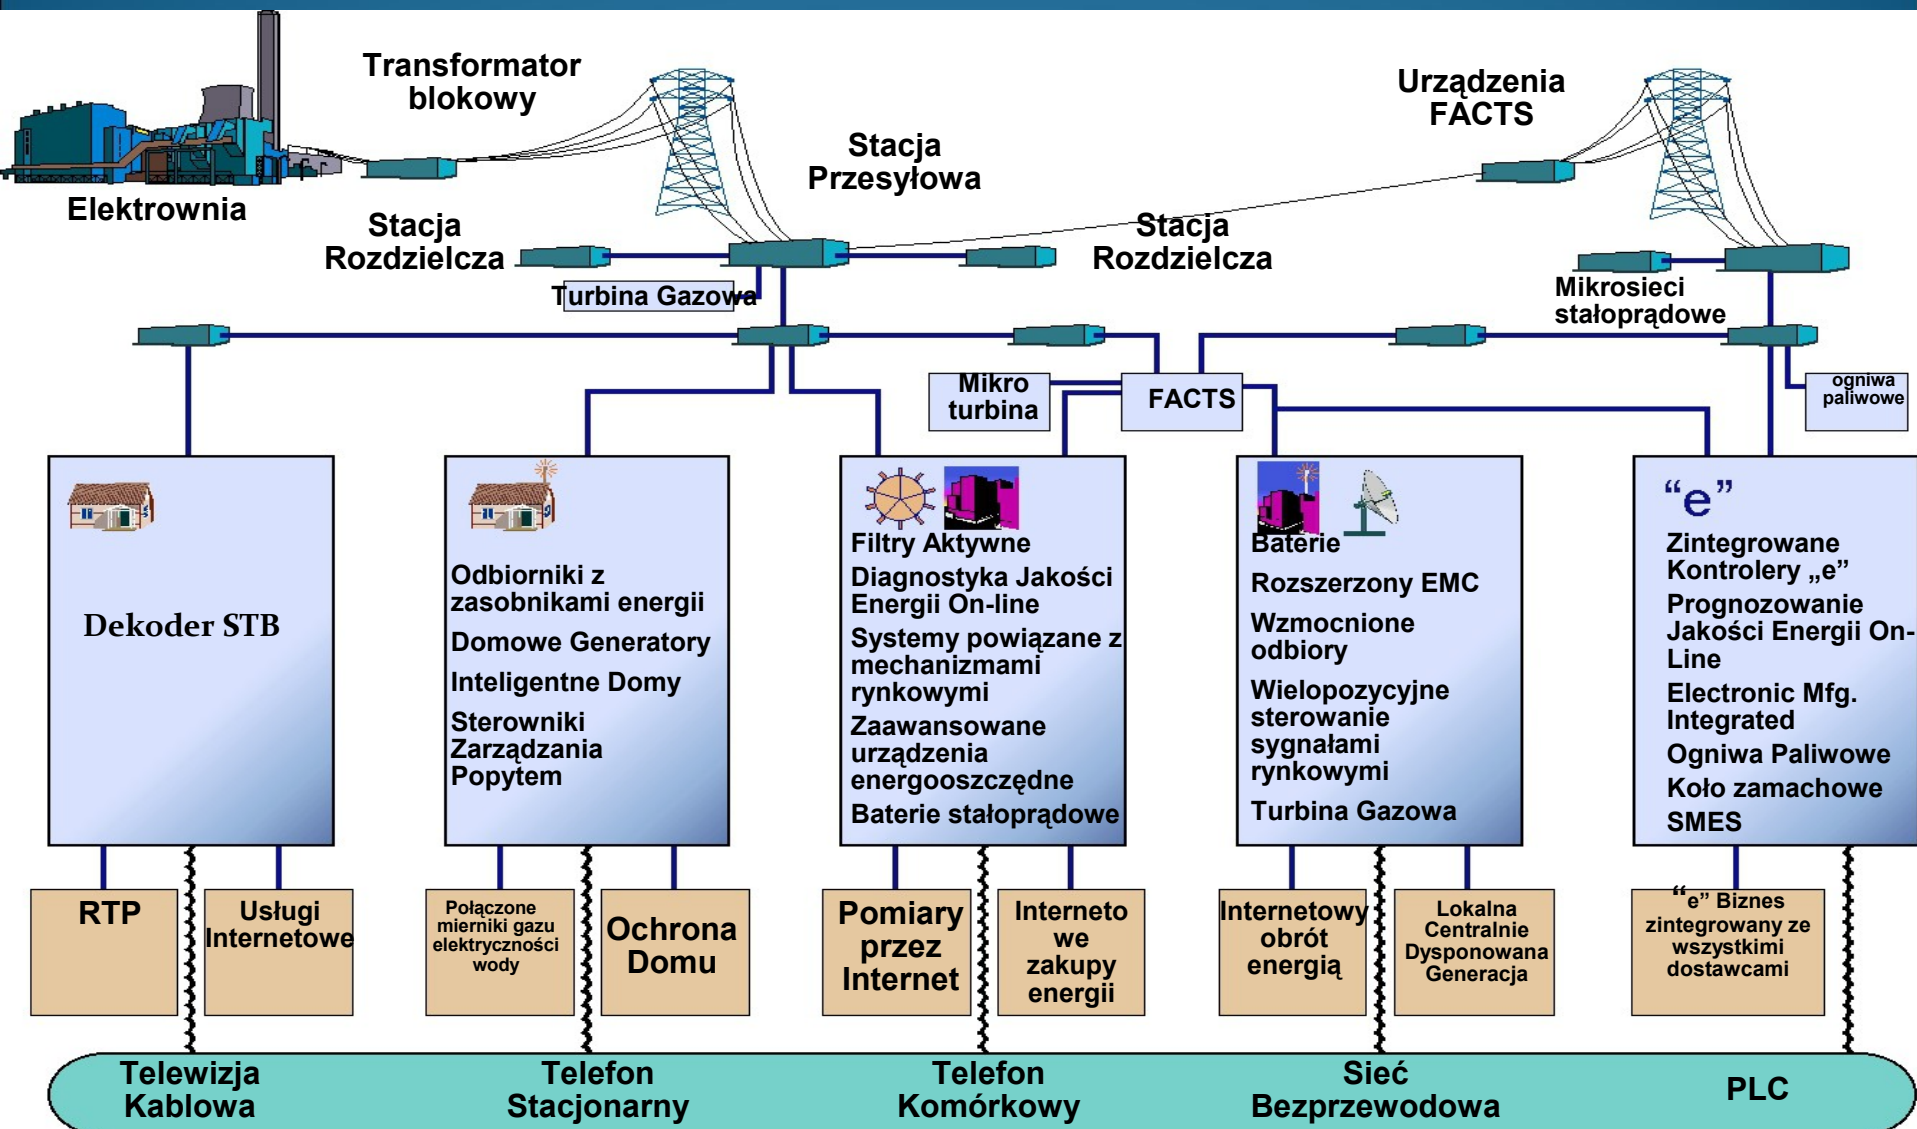 Transformator
blokowy
Urządzenia
FACTS
Stacja
Przesyłowa
Elektrownia
Stacja
Rozdzielcza
Stacja
Rozdzielcza
Turbina Gazowa
Mikrosieci
stałoprądowe
Mikro
turbina
FACTS
ogniwa
paliwowe
Dekoder STB
Odbiorniki z
zasobnikami energii
Domowe Generatory
Inteligentne Domy
Sterowniki
Zarządzania
Popytem
Filtry Aktywne
Diagnostyka Jakości
Energii On-line
Systemy powiązane z
mechanizmami
rynkowymi
Zaawansowane
urządzenia
energooszczędne
Baterie stałoprądowe
Baterie
Rozszerzony EMC
Wzmocnione
odbiory
Wielopozycyjne
sterowanie
sygnałami
rynkowymi
Turbina Gazowa
“e”
Zintegrowane
Kontrolery „e”
Prognozowanie
Jakości Energii On-
Line
Electronic Mfg.
Integrated
Ogniwa Paliwowe
Koło zamachowe
SMES
RTP
Usługi
Internetowe
Połączone
mierniki gazu
elektryczności
wody
Ochrona
Domu
Pomiary
przez
Internet
Interneto
we
zakupy
energii
Internetowy
obrót
energią
Lokalna
Centralnie
Dysponowana
Generacja
“e” Biznes
zintegrowany ze
wszystkimi
dostawcami
Telewizja
Kablowa
Telefon
Stacjonarny
Telefon
Komórkowy
Sieć
Bezprzewodowa
PLC